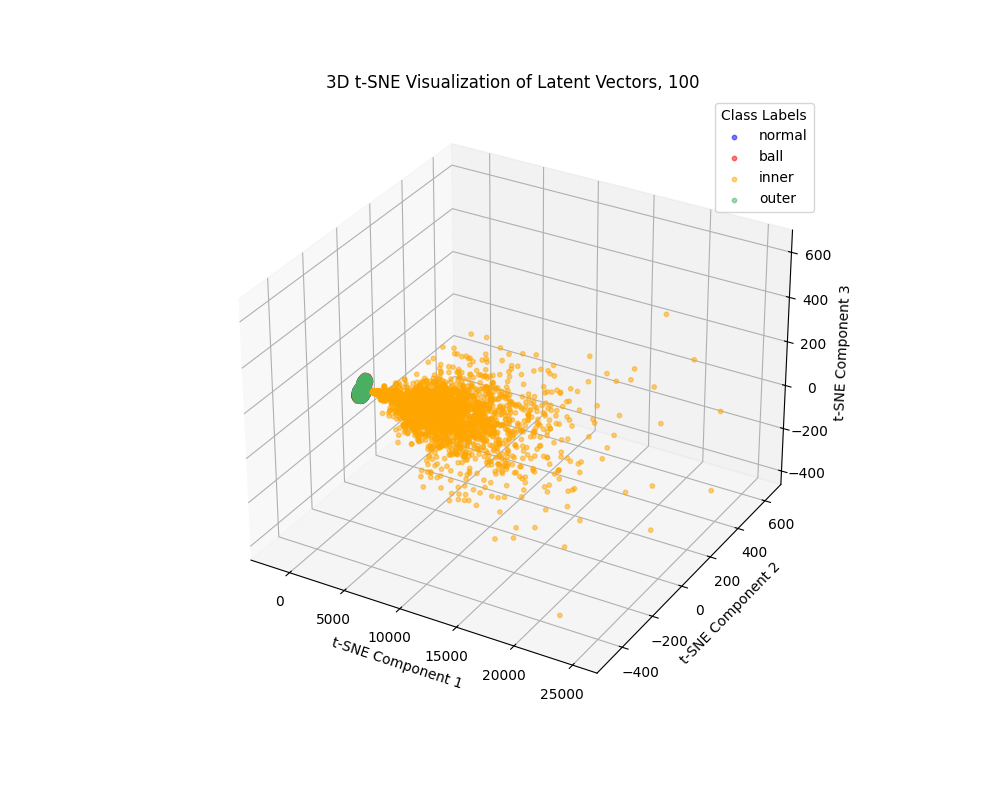 3D t-SNE Visualization of Latent Vectors, 100
Class Labels
normal
ball
inner
outer
600
400
200
0
−200
−400
t-SNE Component 3
600
400
200
0
−200
−400
t-SNE Component 2
0
5000
10000
15000
20000
25000
t-SNE Component 1